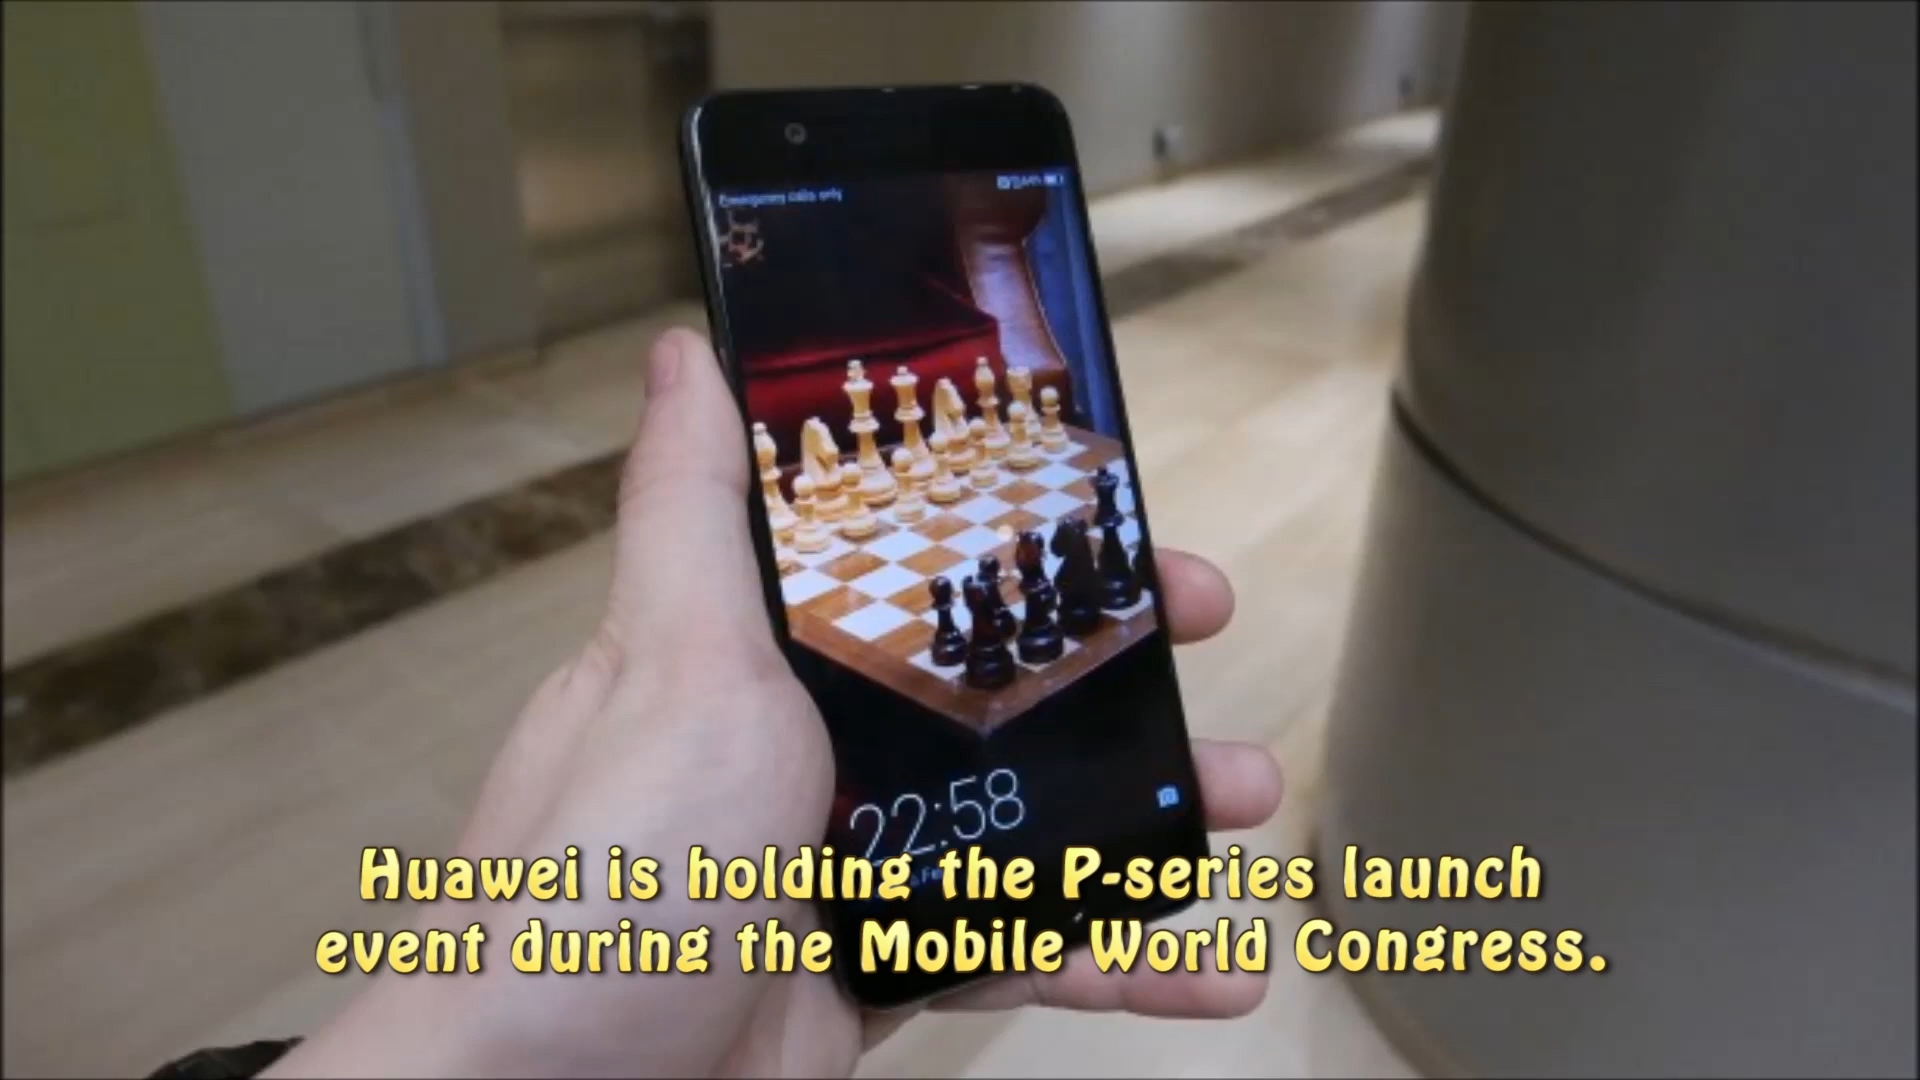 Emergency calls only
22:58
Huawei is holding the P-series launch
event during the Mobile World Congress.